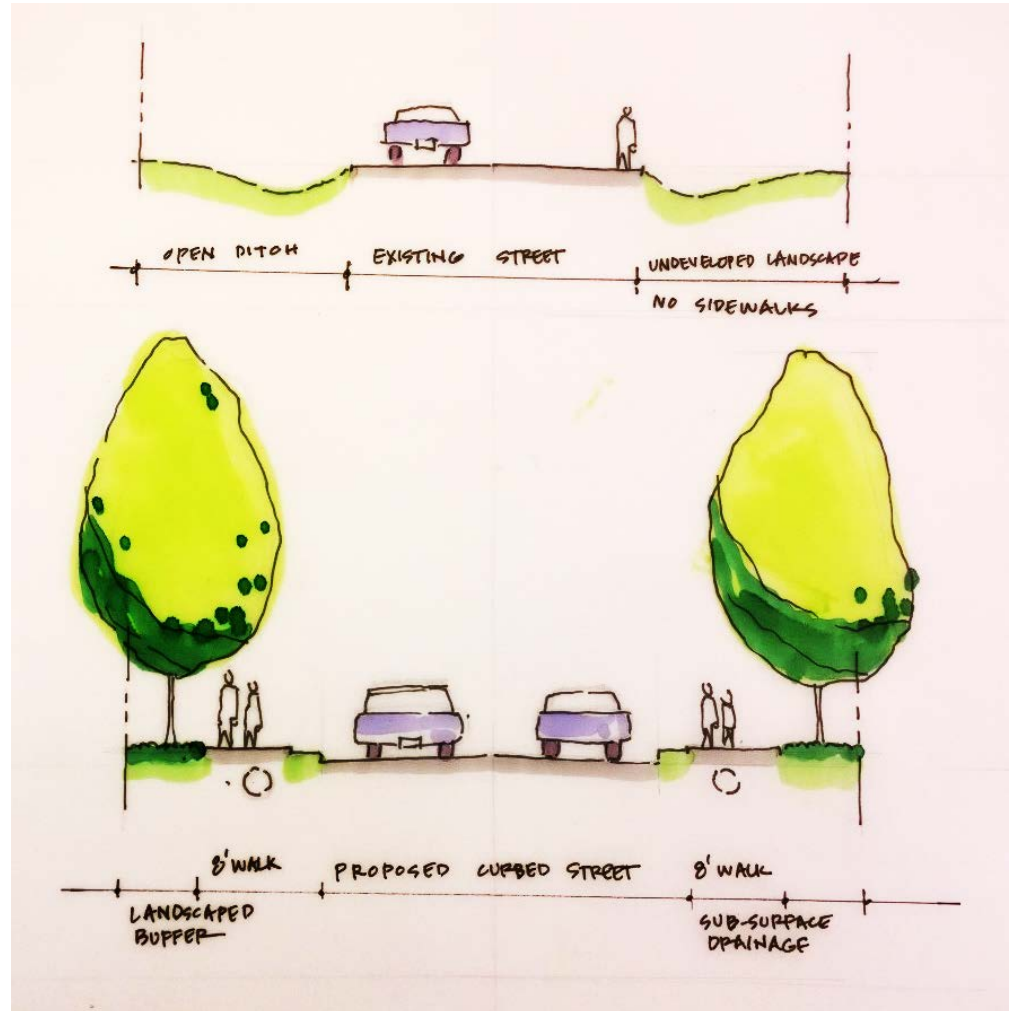 OPEN DITCH
EXISTING STREET
UNDEVELOPED LANDSCAPE
NO SIDEWALKS
8' WALK
PROPOSED CURBED STREET
8' WALK
LANDSCAPED
BUFFER
SUB-SURFACE
DRAINAGE